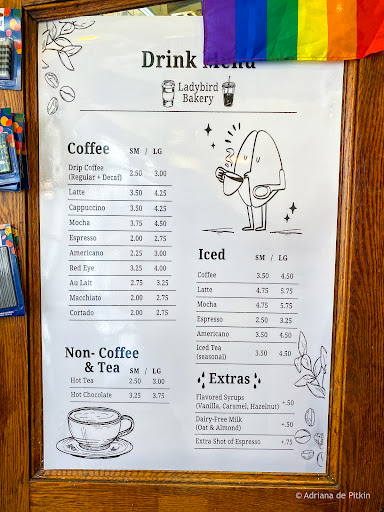 Drink Menu
Ladybird
Bakery
Coffee SM / LG
Drip Coffee
(Regular + Decaf) 2.50 3.00
Latte 3.50 4.25
Cappuccino 3.50 4.25
Mocha 3.75 4.50
Espresso 2.00 2.75
Americano 2.25 3.00
Red Eye 3.25 4.00
Au Lait 2.75 3.25
Macchiato 2.00 2.75
Cortado 2.00 2.75
Non- Coffee
& Tea SM / LG
Hot Tea 2.50 3.00
Hot Chocolate 3.25 3.75
Iced SM / LG
Coffee 3.50 4.50
Latte 4.75 5.75
Mocha 4.75 5.75
Espresso 2.50 3.25
Americano 3.50 4.50
Iced Tea
(seasonal) 3.50 4.50
Extras
Flavored Syrups
(Vanilla, Caramel, Hazelnut) +.50
Dairy-Free Milk
(Oat & Almond) +.50
Extra Shot of Espresso +.75
© Adriana de Pitkin